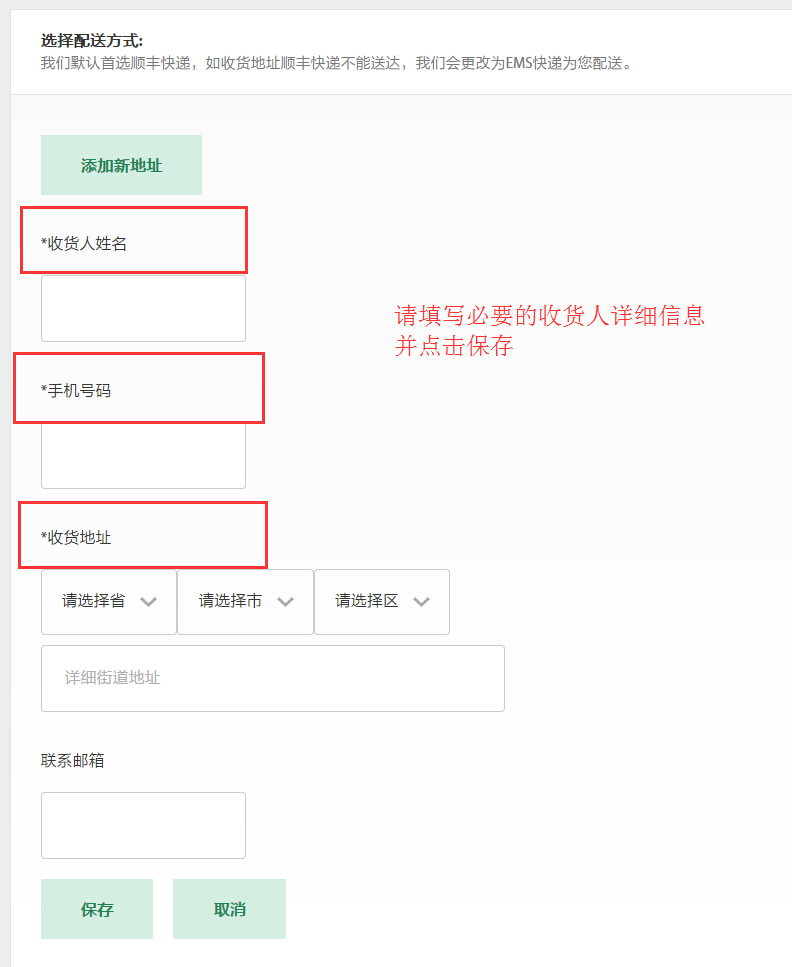 选择配送方式:
我们默认首选顺丰快递，如收货地址顺丰快递不能送达，我们会更改为EMS快递为您配送。
添加新地址
*收货人姓名
请填写必要的收货人详细信息
并点击保存
*手机号码
*收货地址
请选择省 请选择市 请选择区
详细街道地址
联系邮箱
保存 取消